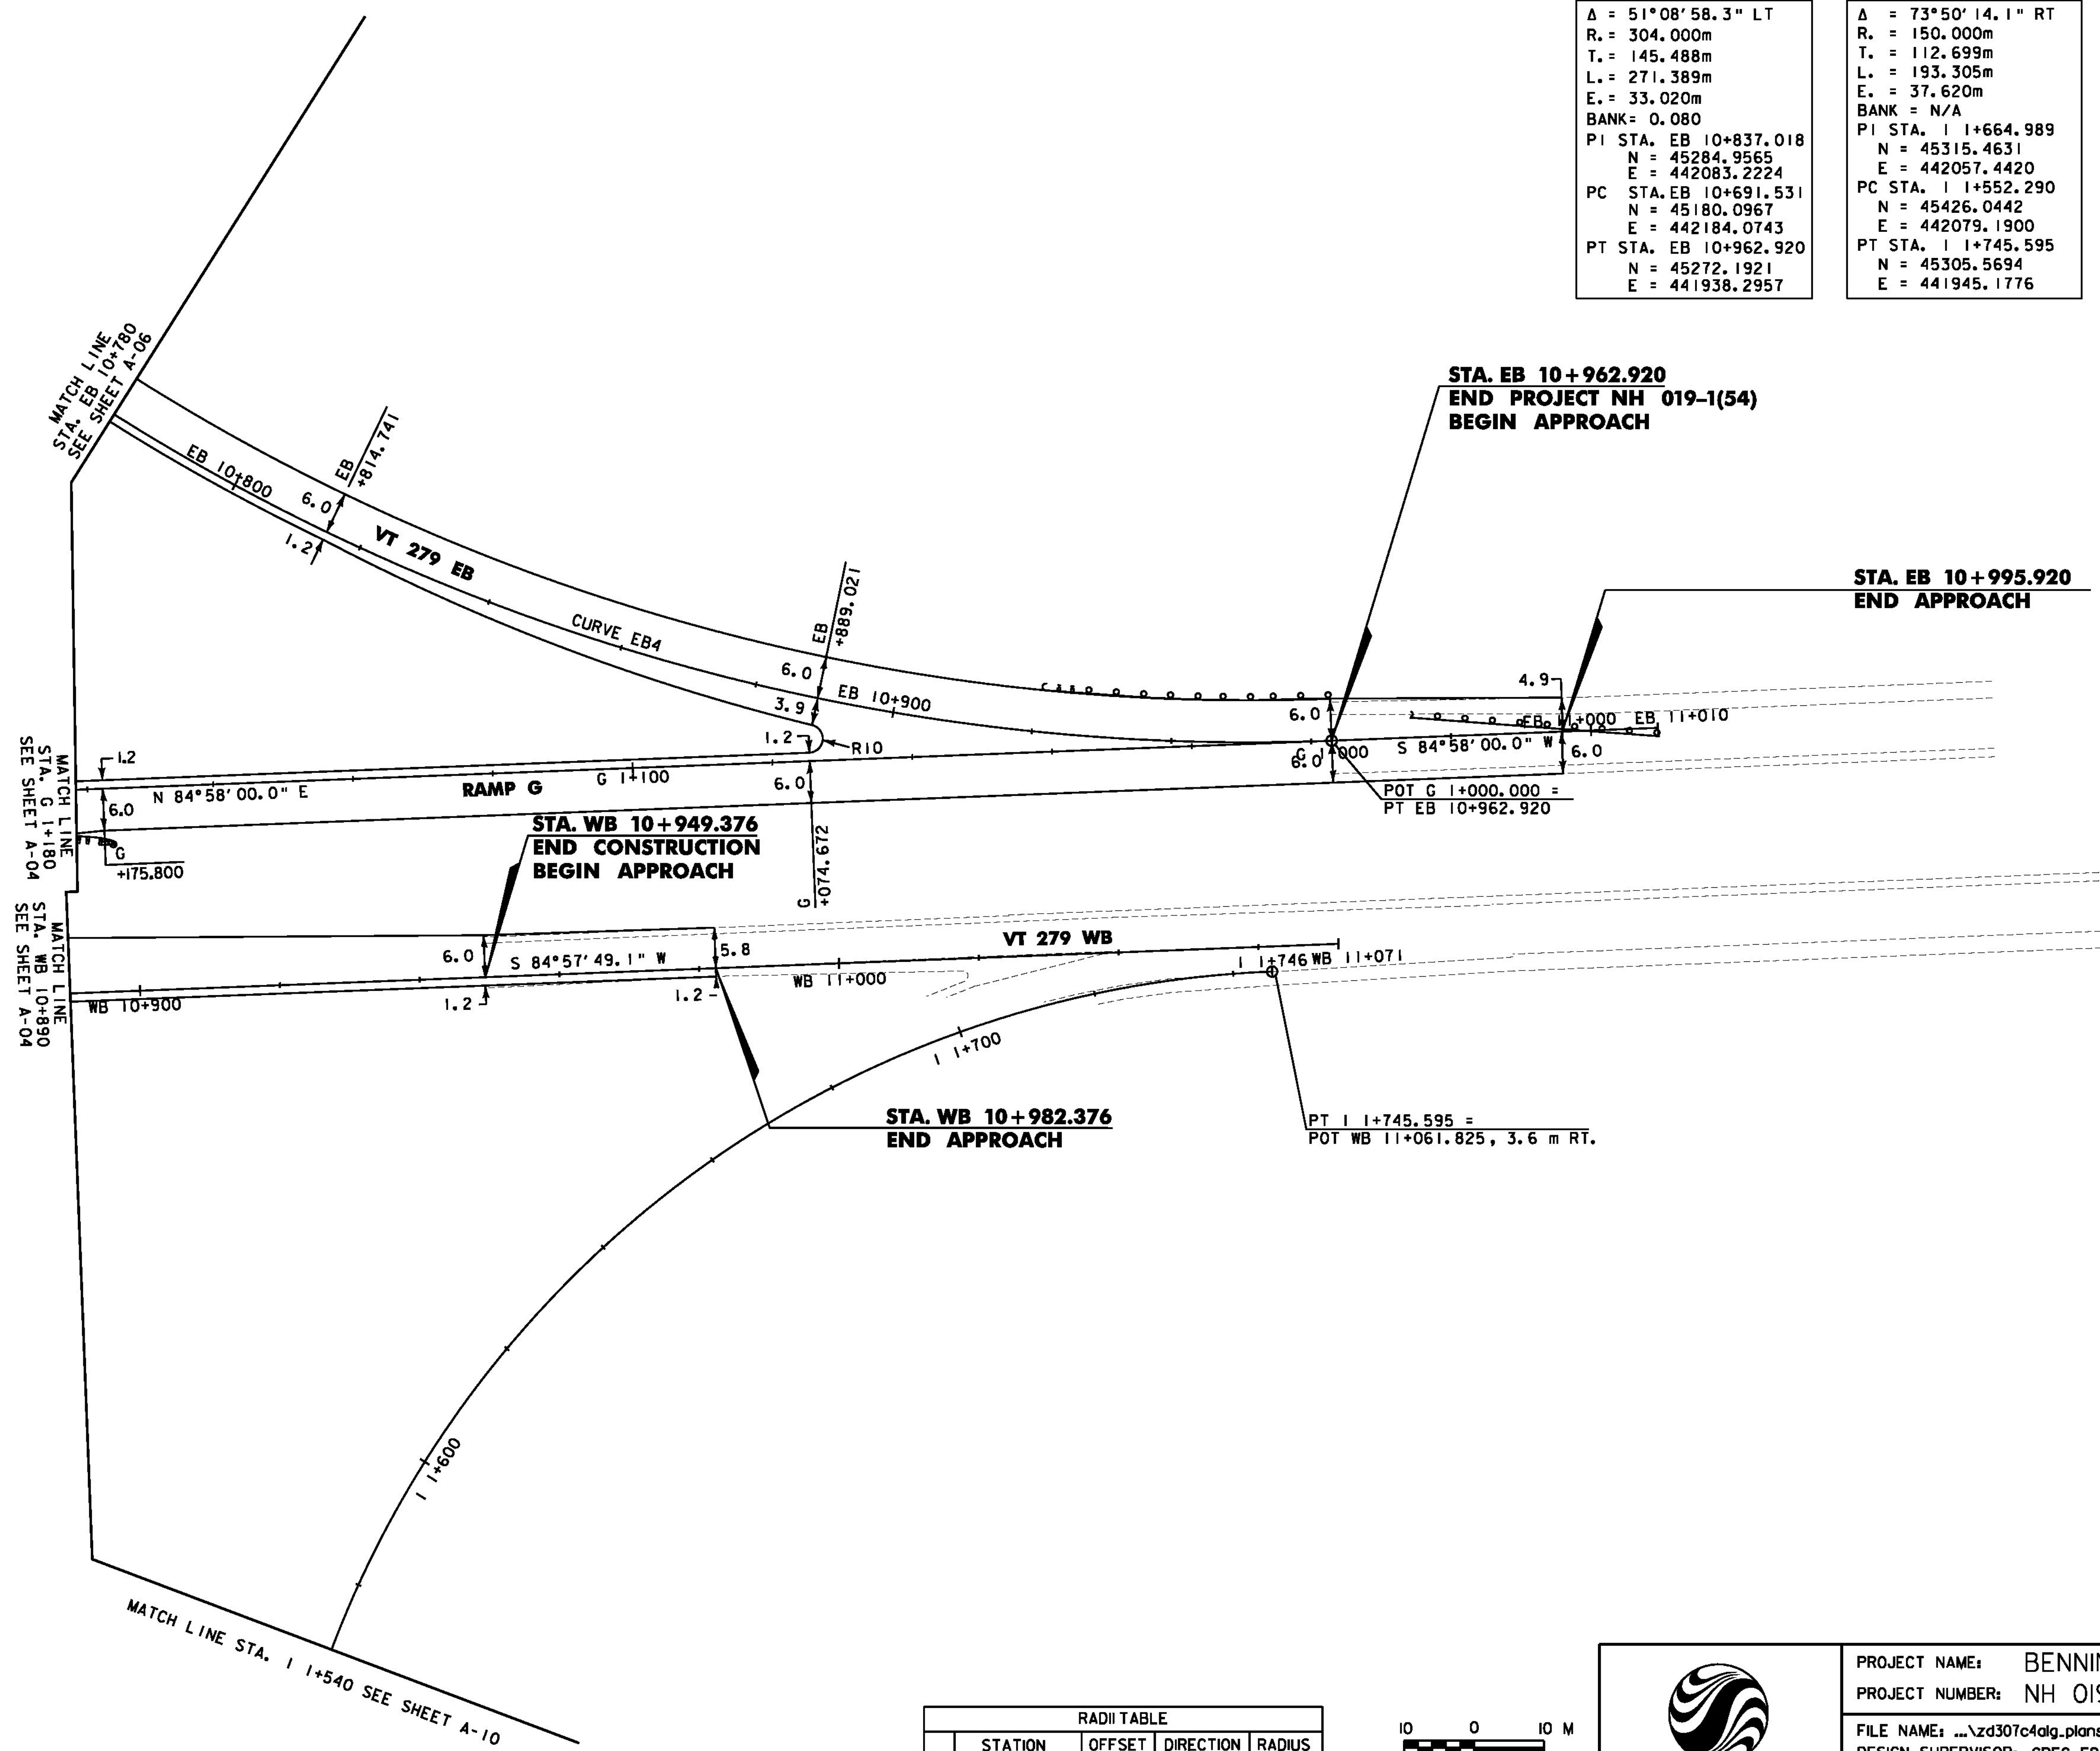 Δ = 51°08'58.3" LT
R. = 304.000m
T. = 145.488m
L. = 271.389m
E. = 33.020m
BANK= 0.080
PI STA. EB 10+837.018
N = 45284.9565
E = 442083.2224
PC STA.EB 10+691.531
N = 45180.0967
E = 442184.0743
PT STA. EB 10+962.920
N = 45272.1921
E = 441938.2957
Δ = 73°50'14.1" RT
R. = 150.000m
T. = 112.699m
L. = 193.305m
E. = 37.620m
BANK = N/A
PI STA. I 1+664.989
N = 45315.4631
E = 442057.4420
PC STA. I 1+552.290
N = 45426.0442
E = 442079.1900
PT STA. I 1+745.595
N = 45305.5694
E = 441945.1776
MATCH LINE
STA. EB 10+780
SEE SHEET A-06
EB 10+800
6.0
EB
+814.741
1.2
VT 279 EB
CURVE EB4
EB
+889.021
6.0
3.9
EB 10+900
1.2
R10
STA. EB 10+962.920
END PROJECT NH 019-1(54)
BEGIN APPROACH
STA. EB 10+995.920
END APPROACH
4.9
6.0
EB 11+000 EB 11+010
S 84°58'00.0" W
6.0
G 1+000
6.0
POT G 1+000.000 =
PT EB 10+962.920
MATCH LINE
STA. G 1+180
SEE SHEET A-04
1.2
6.0
N 84°58'00.0" E
RAMP G
G 1+100
6.0
G
+175.800
G
+074.672
STA. WB 10+949.376
END CONSTRUCTION
BEGIN APPROACH
MATCH LINE
STA. WB 10+890
SEE SHEET A-04
WB 10+900
6.0
S 84°57'49.1" W
1.2
5.8
1.2
VT 279 WB
WB 11+000
I 1+746 WB 11+071
I 1+700
STA. WB 10+982.376
END APPROACH
PT I 1+745.595 =
POT WB 11+061.825, 3.6 m RT.
I 1+600
MATCH LINE STA. I 1+540 SEE SHEET A-10
RADII TABLE
STATION OFFSET DIRECTION RADIUS
10 0 10 M
PROJECT NAME: BENNI
PROJECT NUMBER: NH 019
FILE NAME: ...\zd307c4alg_plans